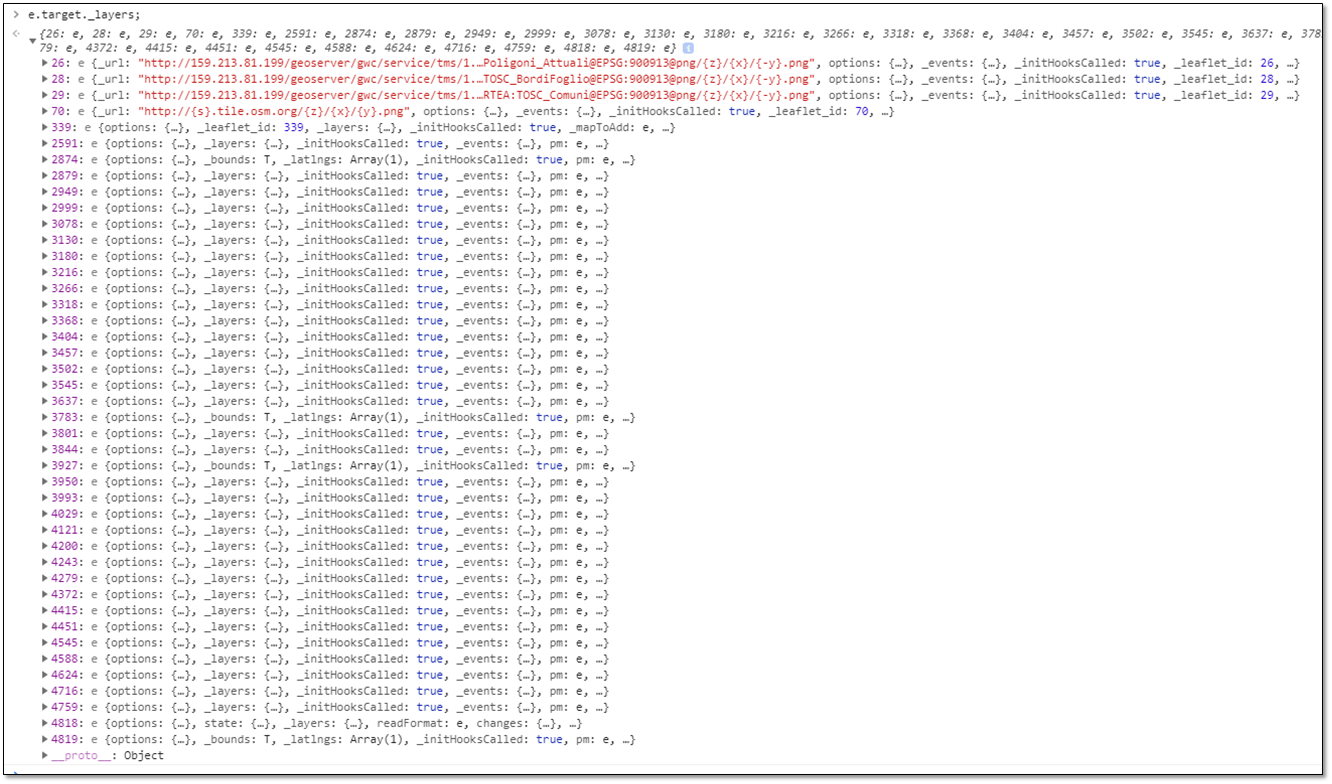 > e.target._layers;
{26: e, 28: e, 29: e, 70: e, 339: e, 2591: e, 2874: e, 2879: e, 2949: e, 2999: e, 3078: e, 3130: e, 3180: e, 3216: e, 3266: e, 3318: e, 3368: e, 3404: e, 3457: e, 3502: e, 3545: e, 3637: e, 378
79: e, 4372: e, 4415: e, 4451: e, 4545: e, 4588: e, 4624: e, 4716: e, 4759: e, 4818: e, 4819: e} i
26: e {_url: "http://159.213.81.199/geoserver/gwc/service/tms/1.…Poligoni_Attuali@EPSG:900913@png/{z}/{x}/{-y}.png", options: {…}, _events: {…}, _initHooksCalled: true, _leaflet_id: 26, …}
28: e {_url: "http://159.213.81.199/geoserver/gwc/service/tms/1.…TOSC_BordiFoglio@EPSG:900913@png/{z}/{x}/{-y}.png", options: {…}, _events: {…}, _initHooksCalled: true, _leaflet_id: 28, …}
29: e {_url: "http://159.213.81.199/geoserver/gwc/service/tms/1.…RTEA:TOSC_Comuni@EPSG:900913@png/{z}/{x}/{-y}.png", options: {…}, _events: {…}, _initHooksCalled: true, _leaflet_id: 29, …}
70: e {_url: "http://{s}.tile.osm.org/{z}/{x}/{y}.png", options: {…}, _events: {…}, _initHooksCalled: true, _leaflet_id: 70, …}
339: e {options: {…}, _leaflet_id: 339, _layers: {…}, _initHooksCalled: true, _mapToAdd: e, …}
2591: e {options: {…}, _layers: {…}, _initHooksCalled: true, _events: {…}, pm: e, …}
2874: e {options: {…}, _bounds: T, _latlngs: Array(1), _initHooksCalled: true, pm: e, …}
2879: e {options: {…}, _layers: {…}, _initHooksCalled: true, _events: {…}, pm: e, …}
2949: e {options: {…}, _layers: {…}, _initHooksCalled: true, _events: {…}, pm: e, …}
2999: e {options: {…}, _layers: {…}, _initHooksCalled: true, _events: {…}, pm: e, …}
3078: e {options: {…}, _layers: {…}, _initHooksCalled: true, _events: {…}, pm: e, …}
3130: e {options: {…}, _layers: {…}, _initHooksCalled: true, _events: {…}, pm: e, …}
3180: e {options: {…}, _layers: {…}, _initHooksCalled: true, _events: {…}, pm: e, …}
3216: e {options: {…}, _layers: {…}, _initHooksCalled: true, _events: {…}, pm: e, …}
3266: e {options: {…}, _layers: {…}, _initHooksCalled: true, _events: {…}, pm: e, …}
3318: e {options: {…}, _layers: {…}, _initHooksCalled: true, _events: {…}, pm: e, …}
3368: e {options: {…}, _layers: {…}, _initHooksCalled: true, _events: {…}, pm: e, …}
3404: e {options: {…}, _layers: {…}, _initHooksCalled: true, _events: {…}, pm: e, …}
3457: e {options: {…}, _layers: {…}, _initHooksCalled: true, _events: {…}, pm: e, …}
3502: e {options: {…}, _layers: {…}, _initHooksCalled: true, _events: {…}, pm: e, …}
3545: e {options: {…}, _layers: {…}, _initHooksCalled: true, _events: {…}, pm: e, …}
3637: e {options: {…}, _layers: {…}, _initHooksCalled: true, _events: {…}, pm: e, …}
3783: e {options: {…}, _bounds: T, _latlngs: Array(1), _initHooksCalled: true, pm: e, …}
3801: e {options: {…}, _layers: {…}, _initHooksCalled: true, _events: {…}, pm: e, …}
3844: e {options: {…}, _layers: {…}, _initHooksCalled: true, _events: {…}, pm: e, …}
3927: e {options: {…}, _bounds: T, _latlngs: Array(1), _initHooksCalled: true, pm: e, …}
3950: e {options: {…}, _layers: {…}, _initHooksCalled: true, _events: {…}, pm: e, …}
3993: e {options: {…}, _layers: {…}, _initHooksCalled: true, _events: {…}, pm: e, …}
4029: e {options: {…}, _layers: {…}, _initHooksCalled: true, _events: {…}, pm: e, …}
4121: e {options: {…}, _layers: {…}, _initHooksCalled: true, _events: {…}, pm: e, …}
4200: e {options: {…}, _layers: {…}, _initHooksCalled: true, _events: {…}, pm: e, …}
4243: e {options: {…}, _layers: {…}, _initHooksCalled: true, _events: {…}, pm: e, …}
4279: e {options: {…}, _layers: {…}, _initHooksCalled: true, _events: {…}, pm: e, …}
4372: e {options: {…}, _layers: {…}, _initHooksCalled: true, _events: {…}, pm: e, …}
4415: e {options: {…}, _layers: {…}, _initHooksCalled: true, _events: {…}, pm: e, …}
4451: e {options: {…}, _layers: {…}, _initHooksCalled: true, _events: {…}, pm: e, …}
4545: e {options: {…}, _layers: {…}, _initHooksCalled: true, _events: {…}, pm: e, …}
4588: e {options: {…}, _layers: {…}, _initHooksCalled: true, _events: {…}, pm: e, …}
4624: e {options: {…}, _layers: {…}, _initHooksCalled: true, _events: {…}, pm: e, …}
4716: e {options: {…}, _layers: {…}, _initHooksCalled: true, _events: {…}, pm: e, …}
4759: e {options: {…}, _layers: {…}, _initHooksCalled: true, _events: {…}, pm: e, …}
4818: e {options: {…}, state: {…}, _layers: {…}, readFormat: e, changes: {…}, …}
4819: e {options: {…}, _bounds: T, _latlngs: Array(1), _initHooksCalled: true, pm: e, …}
__proto__: Object